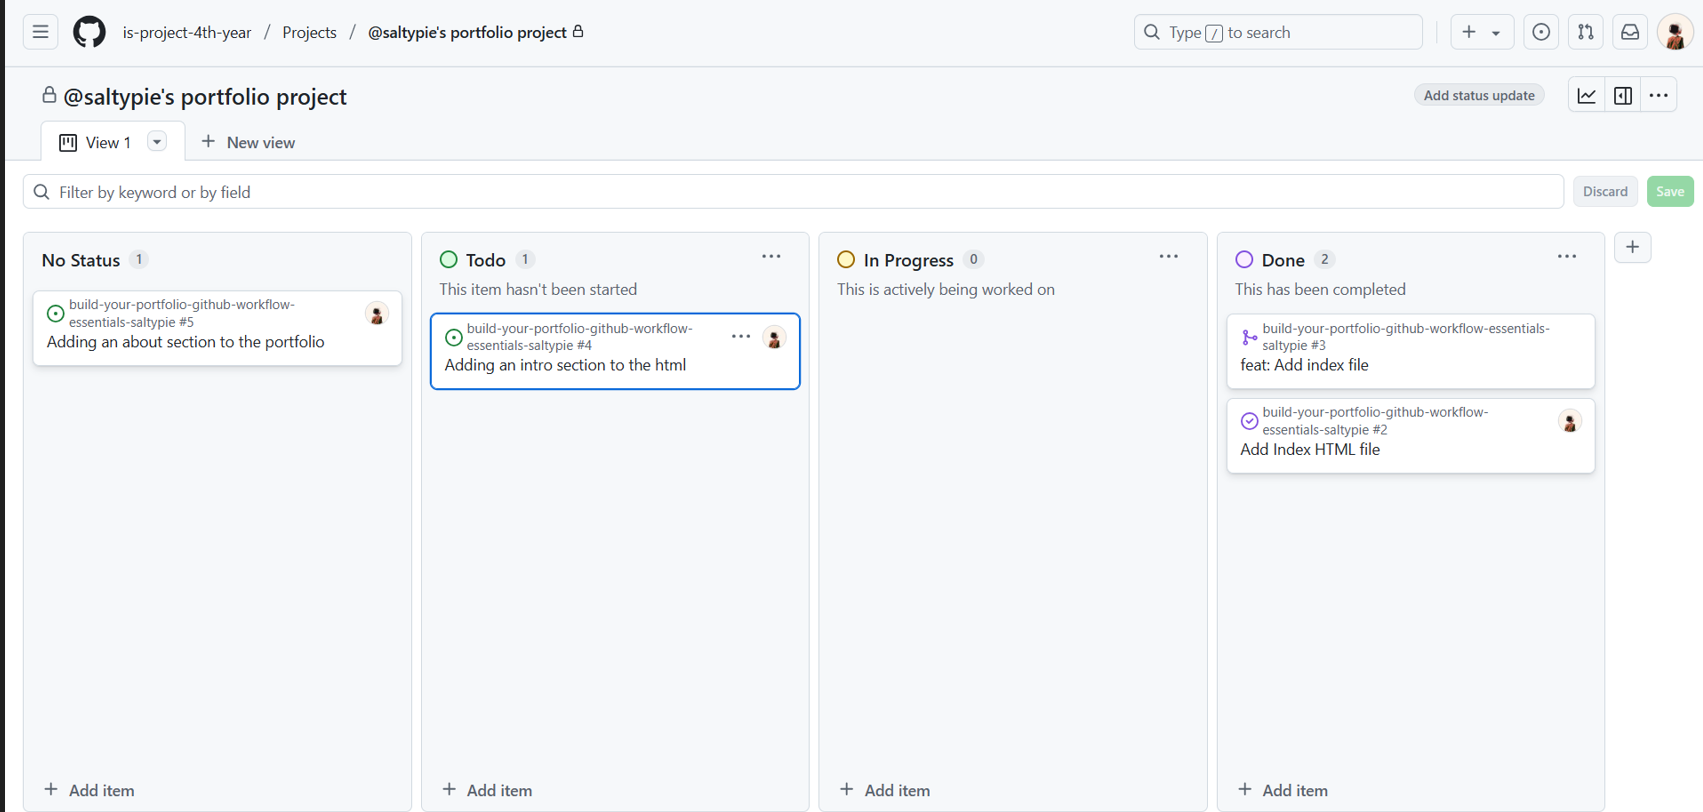 is-project-4th-year / Projects / @saltypie's portfolio project
Type / to search
@saltypie's portfolio project
Add status update
View 1
New view
Filter by keyword or by field
Discard
Save
No Status 1
build-your-portfolio-github-workflow-
essentials-saltypie #5
Adding an about section to the portfolio
+ Add item
Todo 1
This item hasn't been started
build-your-portfolio-github-workflow-
essentials-saltypie #4
Adding an intro section to the html
+ Add item
In Progress 0
This is actively being worked on
+ Add item
Done 2
This has been completed
build-your-portfolio-github-workflow-essentials-
saltypie #3
feat: Add index file
build-your-portfolio-github-workflow-
essentials-saltypie #2
Add Index HTML file
+ Add item